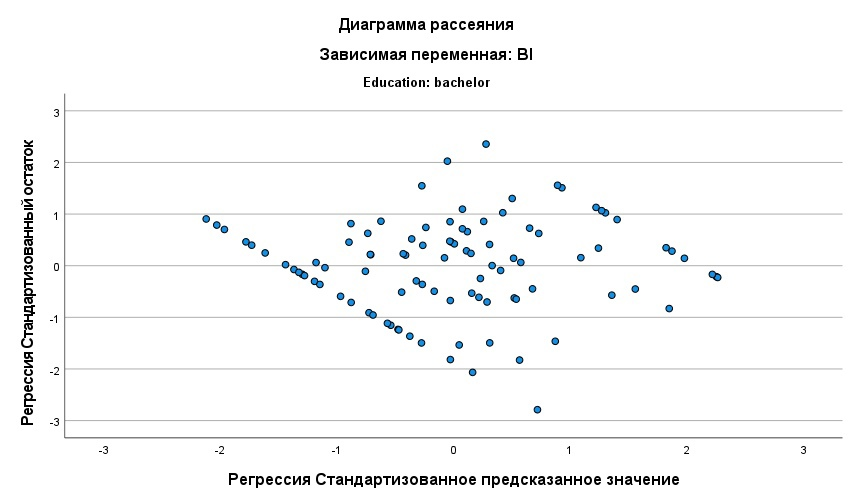 Диаграмма рассеяния
Зависимая переменная: BI
Education: bachelor
Регрессия Стандартизованный остаток
3
2
1
0
-1
-2
-3
-3
-2
-1
0
1
2
3
Регрессия Стандартизованное предсказанное значение